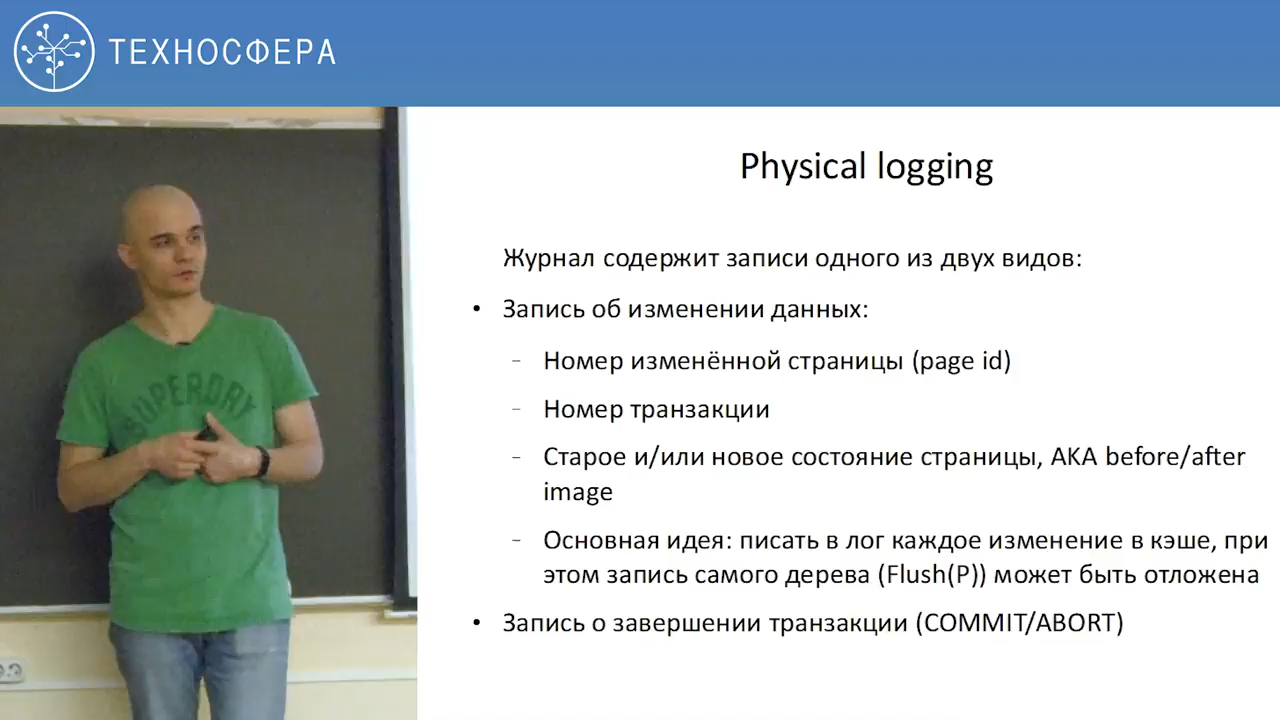 ТЕХНОСФЕРА
Physical logging
Журнал содержит записи одного из двух видов:
• Запись об изменении данных:
– Номер изменённой страницы (page id)
– Номер транзакции
– Старое и/или новое состояние страницы, AKA before/after
image
– Основная идея: писать в лог каждое изменение в кэше, при
этом запись самого дерева (Flush(P)) может быть отложена
• Запись о завершении транзакции (COMMIT/ABORT)
SUPERDRY